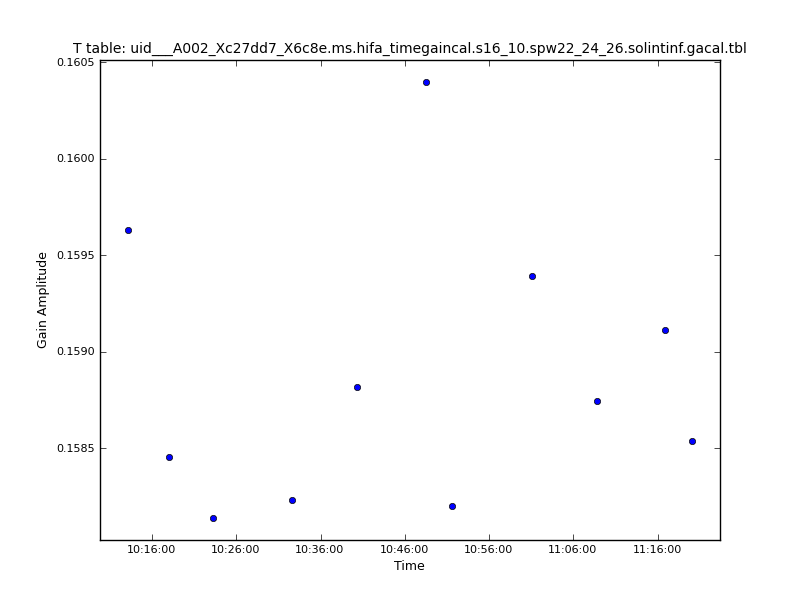 T table: uid___A002_Xc27dd7_X6c8e.ms.hifa_timegaincal.s16_10.spw22_24_26.solintinf.gacal.tbl
0.1605
0.1600
0.1595
0.1590
0.1585
Gain Amplitude
10:16:00 10:26:00 10:36:00 10:46:00 10:56:00 11:06:00 11:16:00
Time